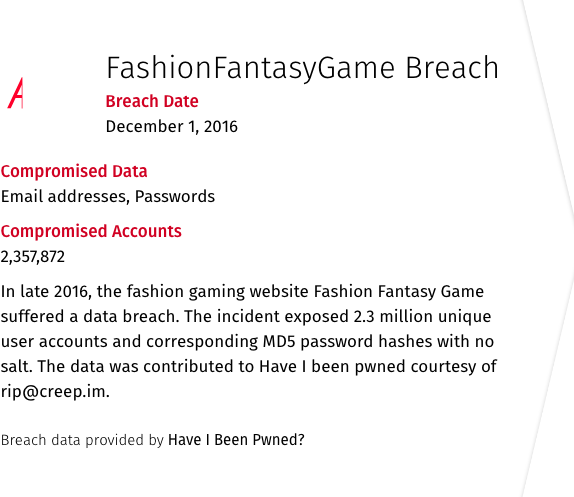 FashionFantasyGame Breach
Breach Date
December 1, 2016
Compromised Data
Email addresses, Passwords
Compromised Accounts
2,357,872
In late 2016, the fashion gaming website Fashion Fantasy Game
suffered a data breach. The incident exposed 2.3 million unique
user accounts and corresponding MD5 password hashes with no
salt. The data was contributed to Have I been pwned courtesy of
rip@creep.im.
Breach data provided by Have I Been Pwned?